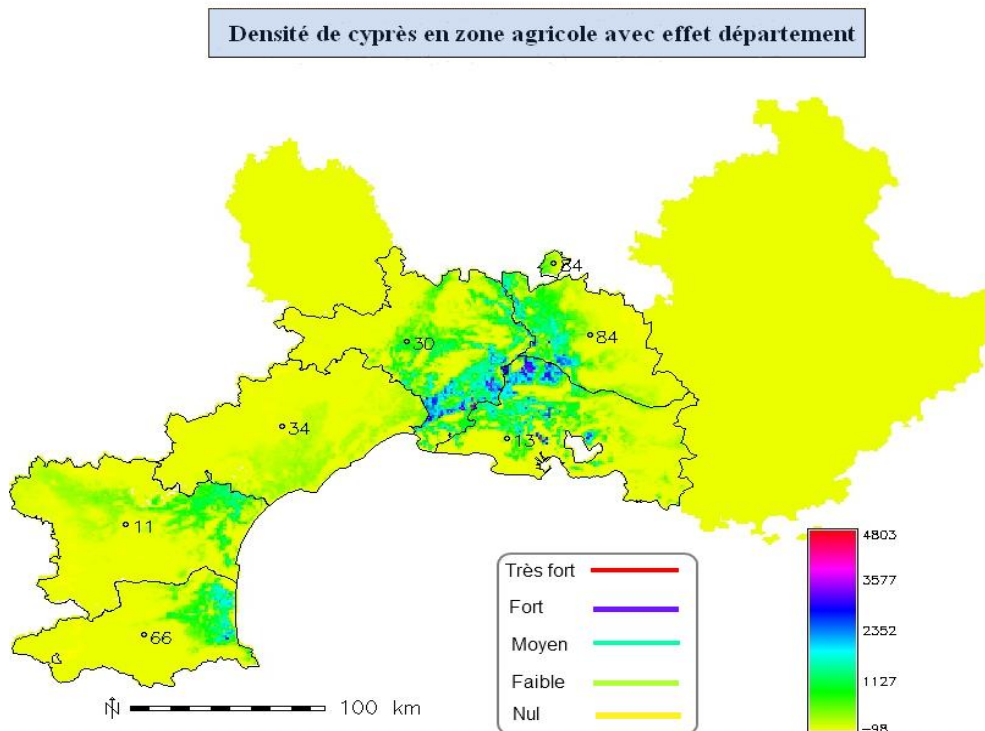 Densité de cyprès en zone agricole avec effet département
84
30
84
34
13
11
66
N
100 km
Très fort
Fort
Moyen
Faible
Nul
4803
3577
2352
1127
-98